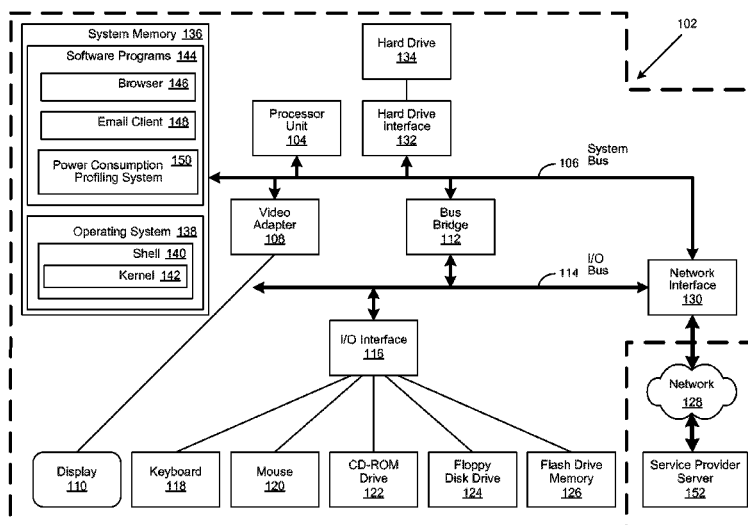 102
System Memory 136
Software Programs 144
Browser 146
Email Client 148
Power Consumption 150
Profiling System
Operating System 138
Shell 140
Kernel 142
Hard Drive
134
Processor
Unit
104
Hard Drive
Interface
132
106
System
Bus
Video
Adapter
108
Bus
Bridge
112
114
I/O
Bus
Network
Interface
130
I/O Interface
116
Network
128
Display
110
Keyboard
118
Mouse
120
CD-ROM
Drive
122
Floppy
Disk Drive
124
Flash Drive
Memory
126
Service Provider
Server
152